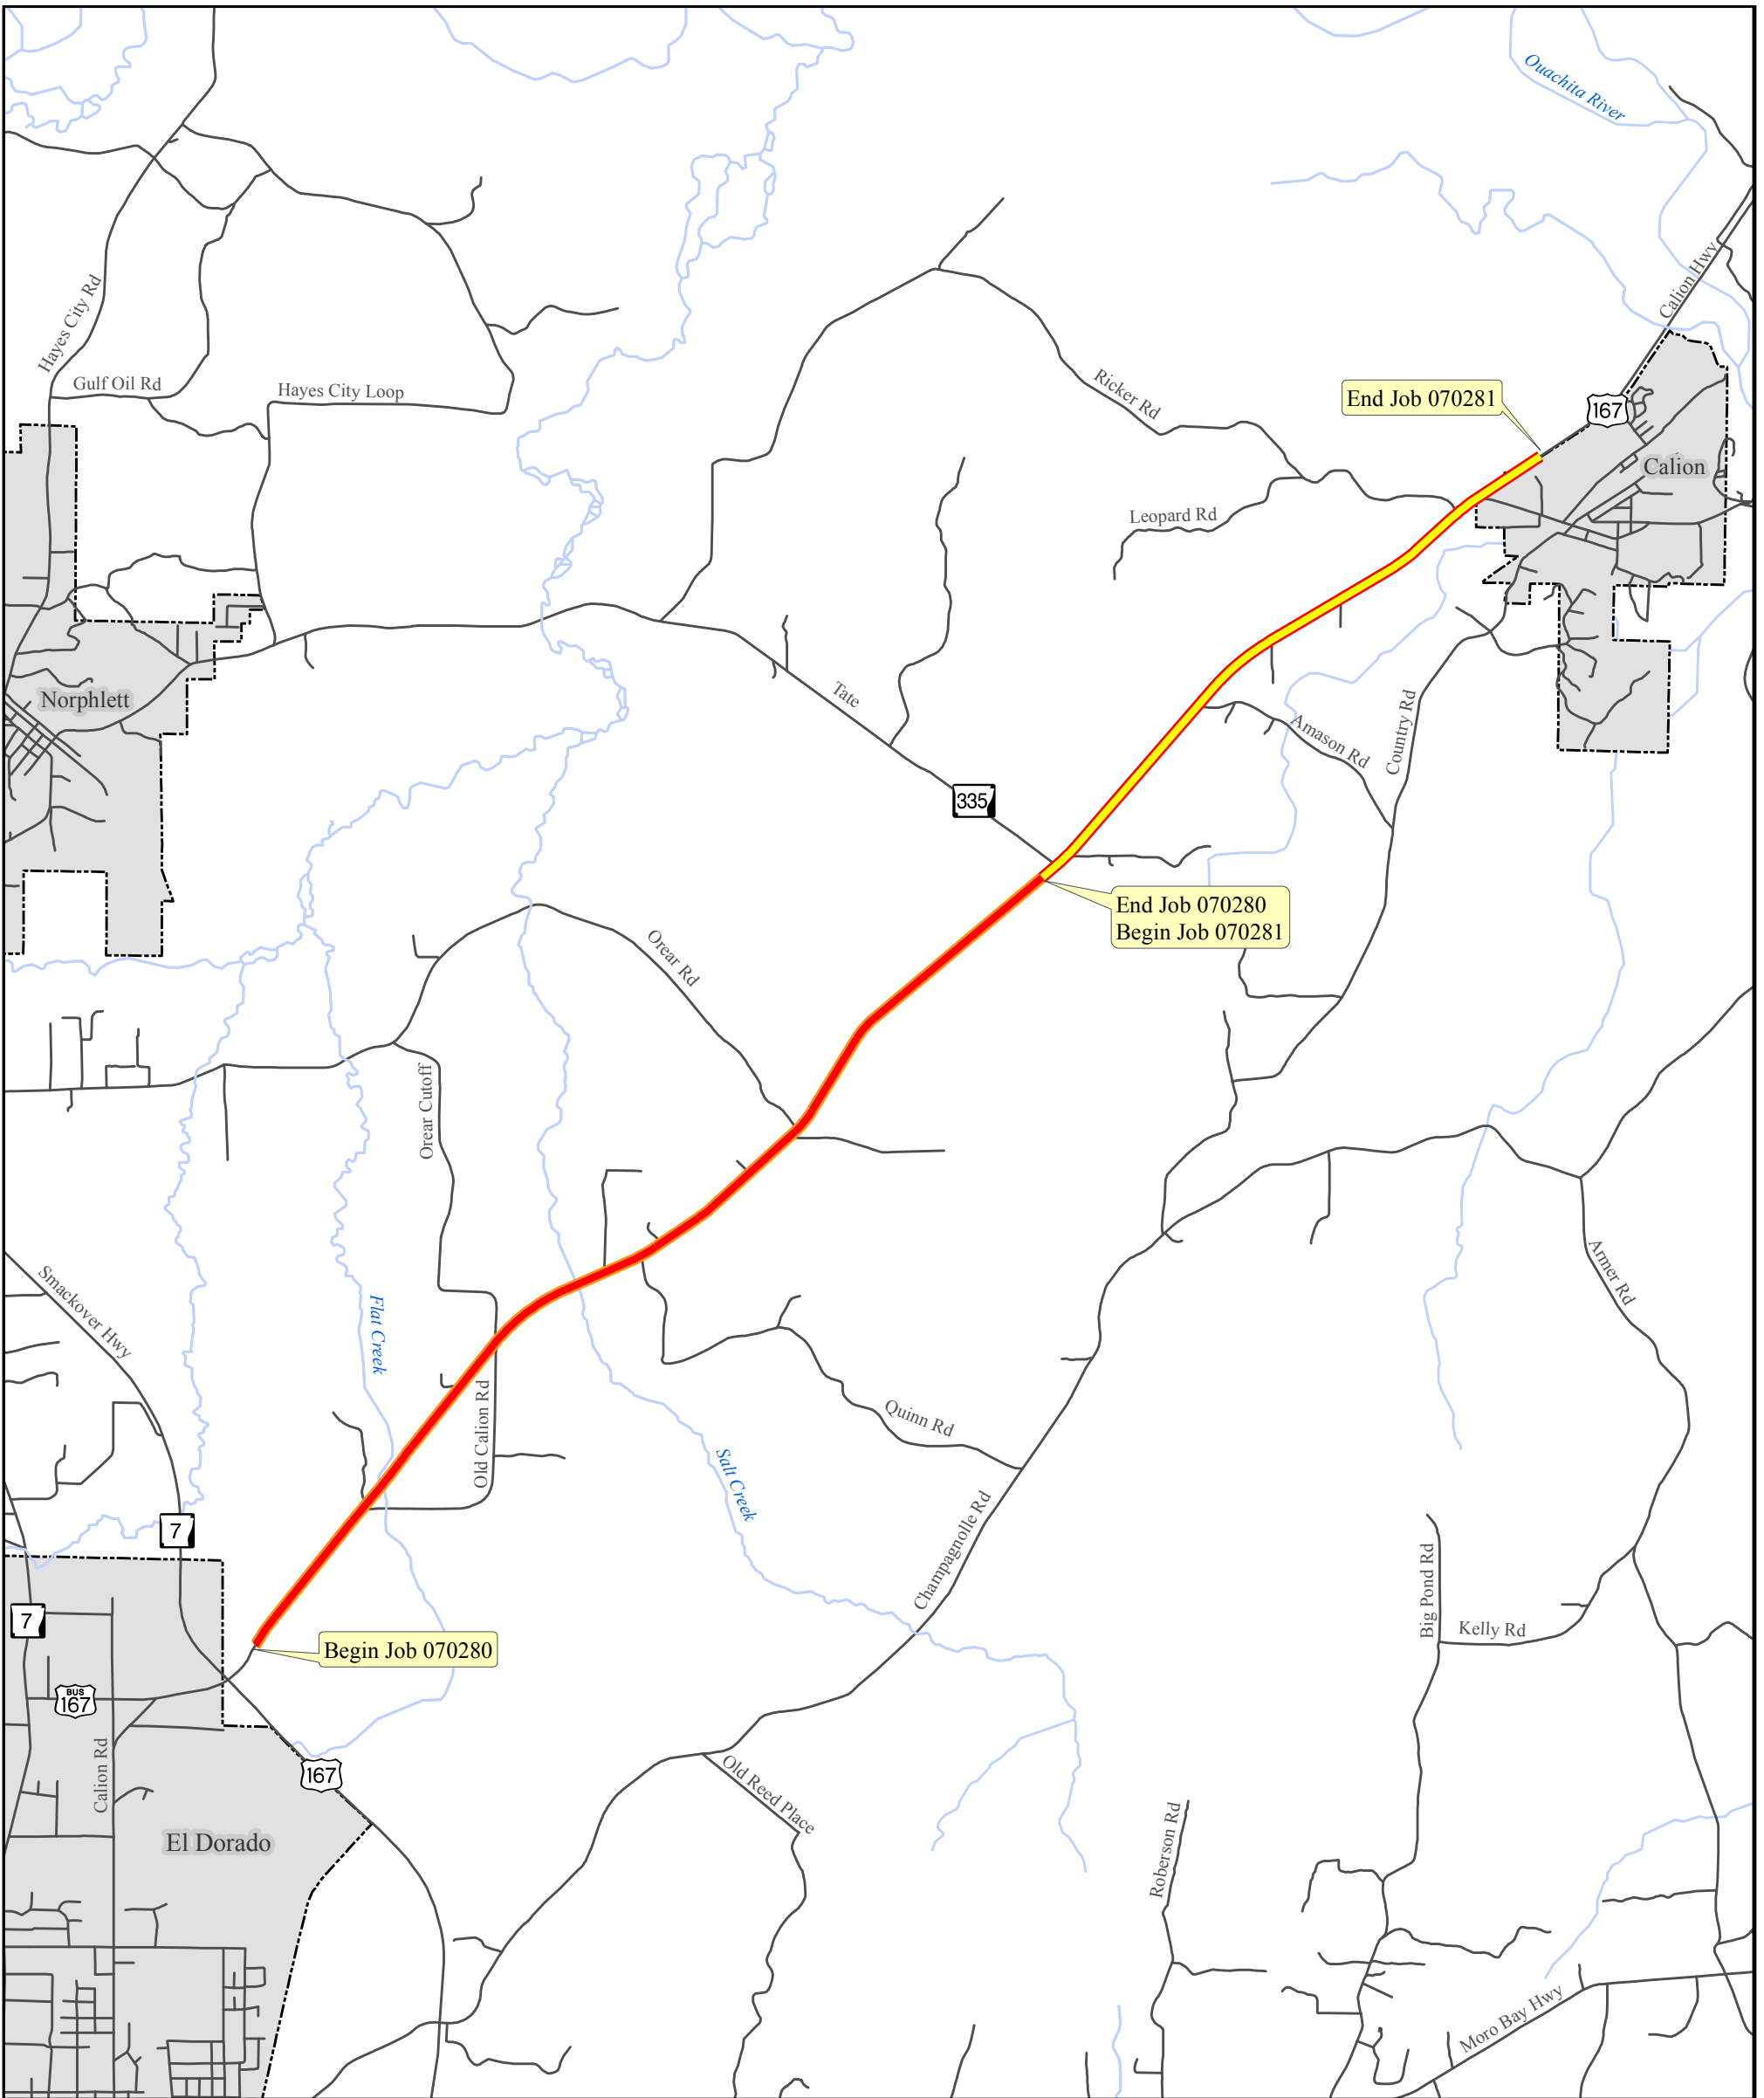 Ouachita River
Calion Hwy
Hayes City Rd
Gulf Oil Rd
Hayes City Loop
Ricker Rd
End Job 070281
167
Calion
Leopard Rd
Norphlett
Tate
Amason Rd
Country Rd
335
End Job 070280
Begin Job 070281
Orear Rd
Orear Cutoff
Smackover Hwy
Flat Creek
Armer Rd
Old Calion Rd
Quinn Rd
Salt Creek
Champagnolle Rd
7
7
Big Pond Rd
Kelly Rd
Begin Job 070280
BUS
167
Calion Rd
167
Old Reed Place
El Dorado
Roberson Rd
Moro Bay Hwy